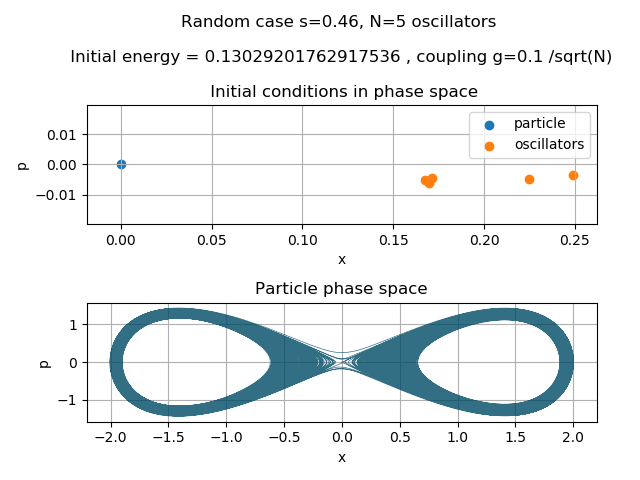 Random case s=0.46, N=5 oscillators
Initial energy = 0.13029201762917536 , coupling g=0.1 /sqrt(N)
Initial conditions in phase space
particle
oscillators
0.01
0.00
−0.01
p
0.00 0.05 0.10 0.15 0.20 0.25
x
Particle phase space
1
0
−1
p
−2.0 −1.5 −1.0 −0.5 0.0 0.5 1.0 1.5 2.0
x